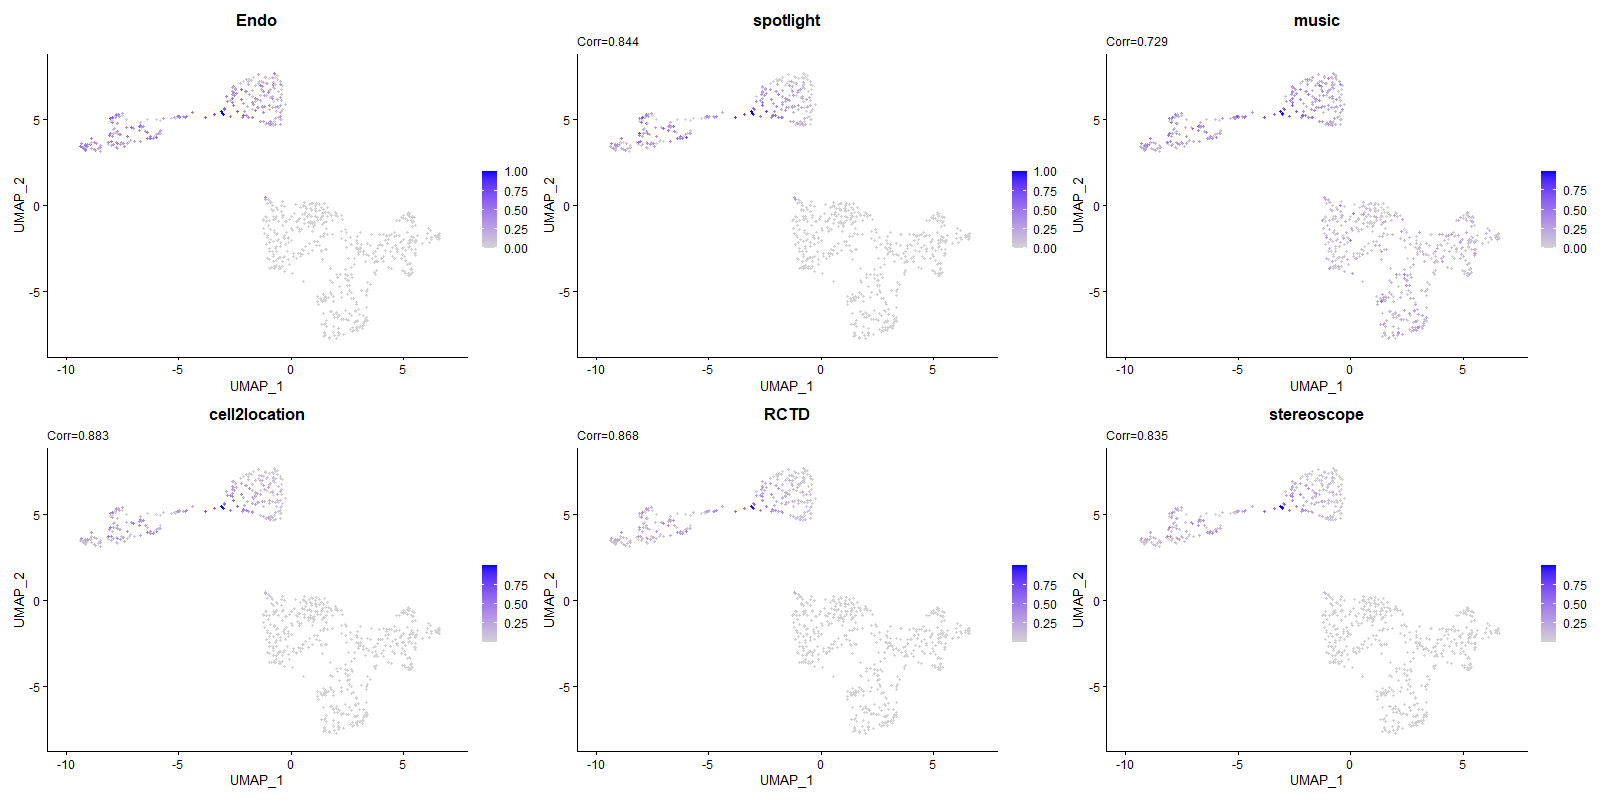 Endo
5
0
-5
UMAP_2
-10
-5
0
5
UMAP_1
1.00
0.75
0.50
0.25
0.00
spotlight
Corr=0.844
5
0
-5
UMAP_2
-10
-5
0
5
UMAP_1
1.00
0.75
0.50
0.25
0.00
music
Corr=0.729
5
0
-5
UMAP_2
-10
-5
0
5
UMAP_1
0.75
0.50
0.25
0.00
cell2location
Corr=0.883
5
0
-5
UMAP_2
-10
-5
0
5
UMAP_1
0.75
0.50
0.25
RCTD
Corr=0.868
5
0
-5
UMAP_2
-10
-5
0
5
UMAP_1
0.75
0.50
0.25
stereoscope
Corr=0.835
5
0
-5
UMAP_2
-10
-5
0
5
UMAP_1
0.75
0.50
0.25